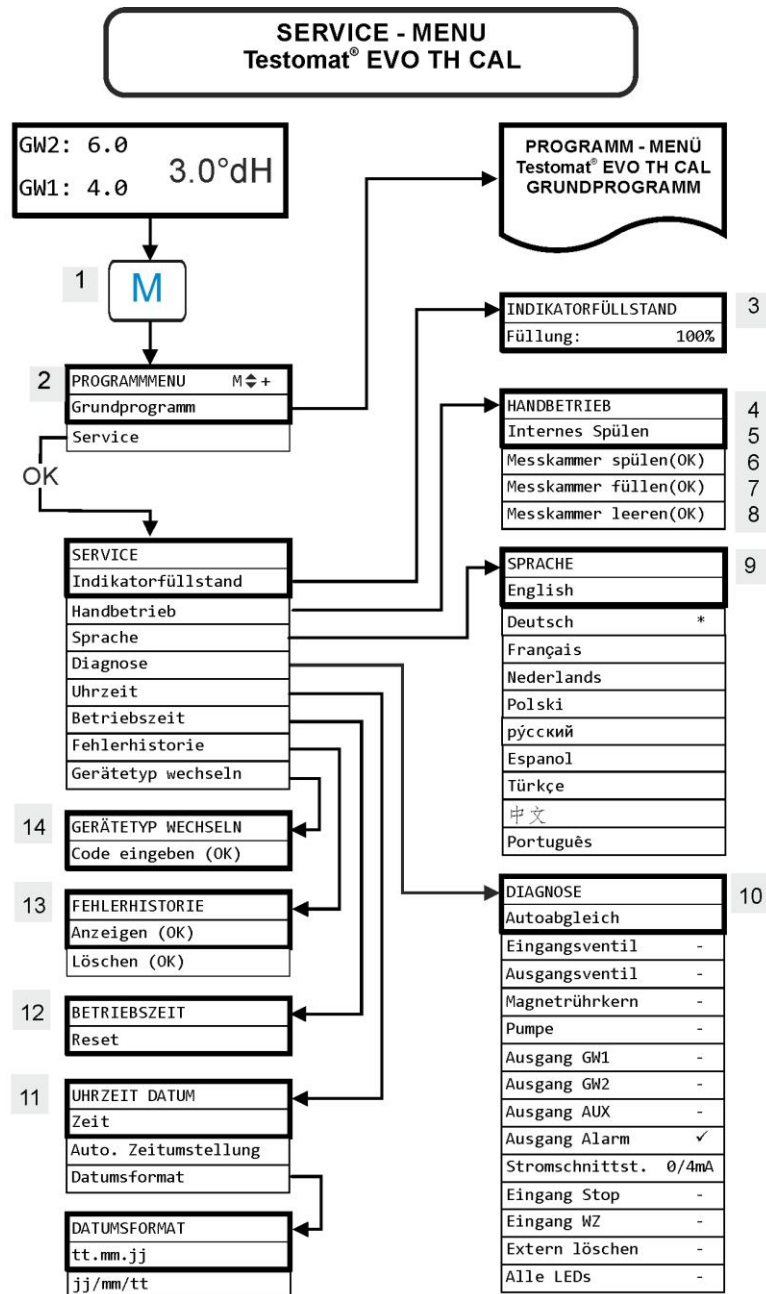 SERVICE - MENU
Testomat® EVO TH CAL
GW2: 6.0
3.0°dH
GW1: 4.0
PROGRAMM - MENÜ
Testomat® EVO TH CAL
GRUNDPROGRAMM
1
M
2
PROGRAMMMENU M⬍+
Grundprogramm
Service
OK
INDIKATORFÜLLSTAND
Füllung: 100%
3
HANDBETRIEB
4
Internes Spülen
5
Messkammer spülen(OK)
6
Messkammer füllen(OK)
7
Messkammer leeren(OK)
8
SERVICE
Indikatorfüllstand
Handbetrieb
Sprache
Diagnose
Uhrzeit
Betriebszeit
Fehlerhistorie
Gerätetyp wechseln
SPRACHE
9
English
Deutsch *
Français
Nederlands
Polski
ру́сский
Espanol
Türkçe
中文
Português
14
GERÄTETYP WECHSELN
Code eingeben (OK)
13
FEHLERHISTORIE
Anzeigen (OK)
Löschen (OK)
12
BETRIEBSZEIT
Reset
11
UHRZEIT DATUM
Zeit
Auto. Zeitumstellung
Datumsformat
DATUMSFORMAT
tt.mm.jj
jj/mm/tt
DIAGNOSE
10
Autoabgleich
Eingangsventil -
Ausgangsventil -
Magnetrührkern -
Pumpe -
Ausgang GW1 -
Ausgang GW2 -
Ausgang AUX -
Ausgang Alarm ✓
Stromschnittst. 0/4mA
Eingang Stop -
Eingang WZ -
Extern löschen -
Alle LEDs -